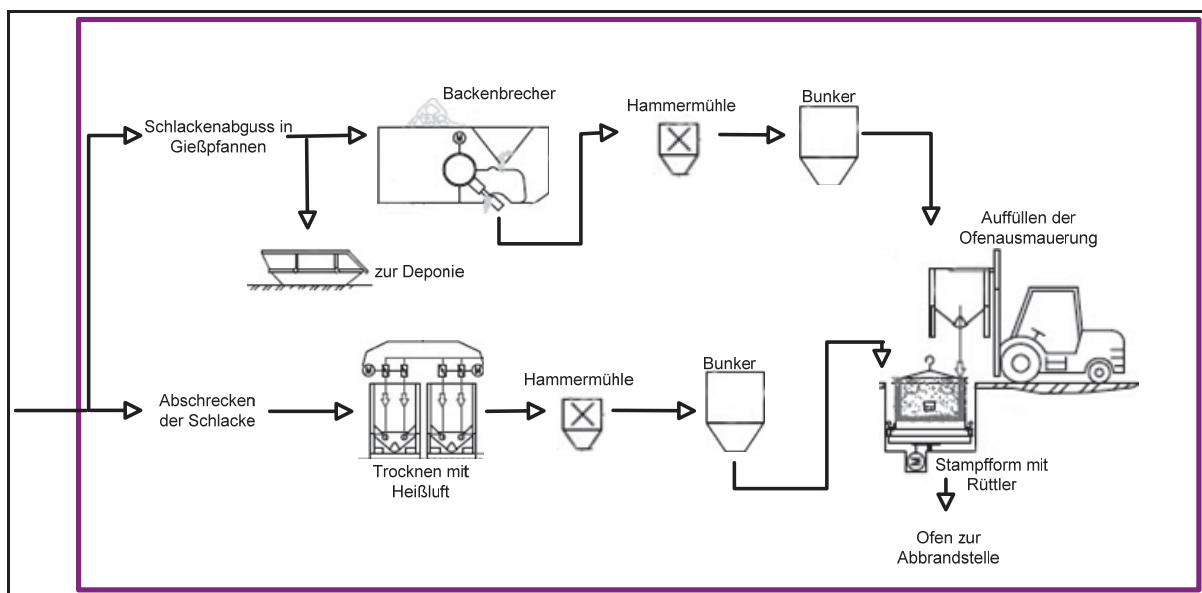 Backenbrecher
Hammermühle
Bunker
Schlackenabguss in
Gießpfannen
M
Auffüllen der
Ofenausmauerung
zur Deponie
Bunker
Hammermühle
M
M
Abschrecken
der Schlacke
Trocknen mit
Heißluft
M
Stampfform mit
Rüttler
Ofen zur
Abbrandstelle